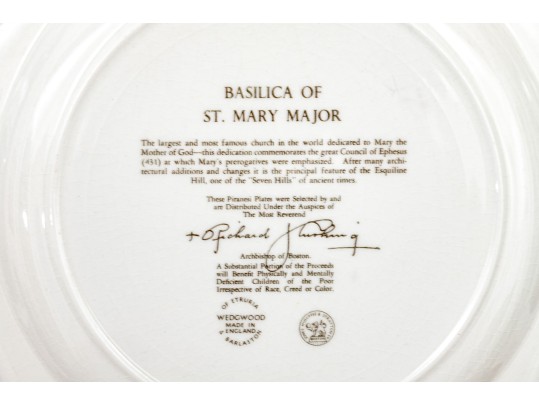 BASILICA OF
ST. MARY MAJOR
The largest and most famous church in the world dedicated to Mary the
Mother of God—this dedication commemorates the great Council of Ephesus
(431) at which Mary's prerogatives were emphasized. After many archi-
tectural additions and changes it is the principal feature of the Esquiline
Hill, one of the "Seven Hills" of ancient times.
These Piranesi Plates were Selected by and
are Distributed Under the Auspices of
The Most Reverend
+ Richard J Cushing
Archbishop of Boston.
A Substantial Portion of the Proceeds
will Benefit Physically and Mentally
Deficient Children of the Poor
Irrespective of Race, Creed or Color.
OF ETRURIA
WEDGWOOD
MADE IN
ENGLAND
BARLASTON